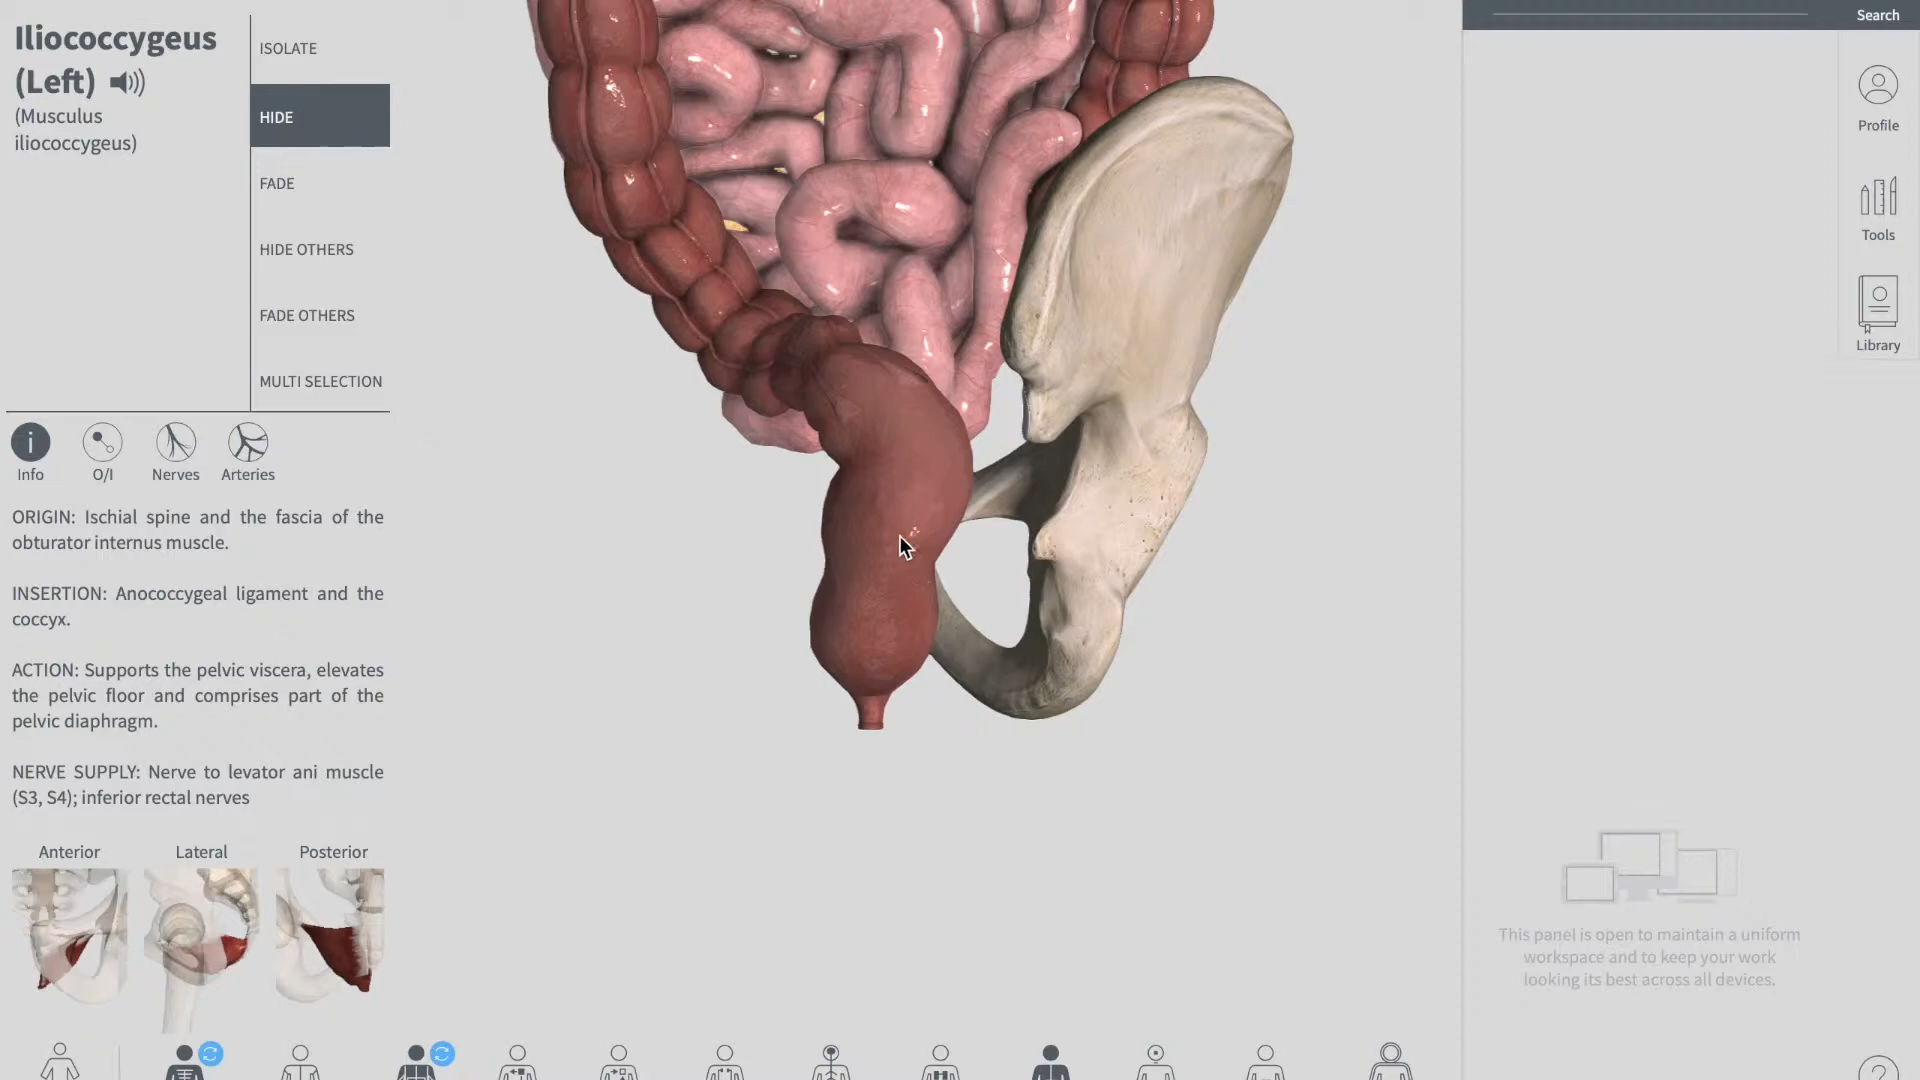 Iliococcygeus
(Left)
(Musculus
iliococcygeus)
ISOLATE
HIDE
FADE
HIDE OTHERS
FADE OTHERS
MULTI SELECTION
i
Info
O/I
Nerves
Arteries
ORIGIN: Ischial spine and the fascia of the
obturator internus muscle.
INSERTION: Anococcygeal ligament and the
coccyx.
ACTION: Supports the pelvic viscera, elevates
the pelvic floor and comprises part of the
pelvic diaphragm.
NERVE SUPPLY: Nerve to levator ani muscle
(S3, S4); inferior rectal nerves
Anterior
Lateral
Posterior
Search
Profile
Tools
Library
This panel is open to maintain a uniform
workspace and to keep your work
looking its best across all devices.
?